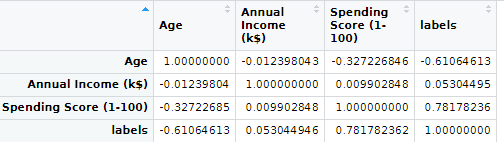 Age Annual Income (k$) Spending Score (1-100) labels
Age 1.00000000 -0.012398043 -0.327226846 -0.61064613
Annual Income (k$) -0.01239804 1.000000000 0.009902848 0.05304495
Spending Score (1-100) -0.32722685 0.009902848 1.000000000 0.78178236
labels -0.61064613 0.053044946 0.781782362 1.00000000